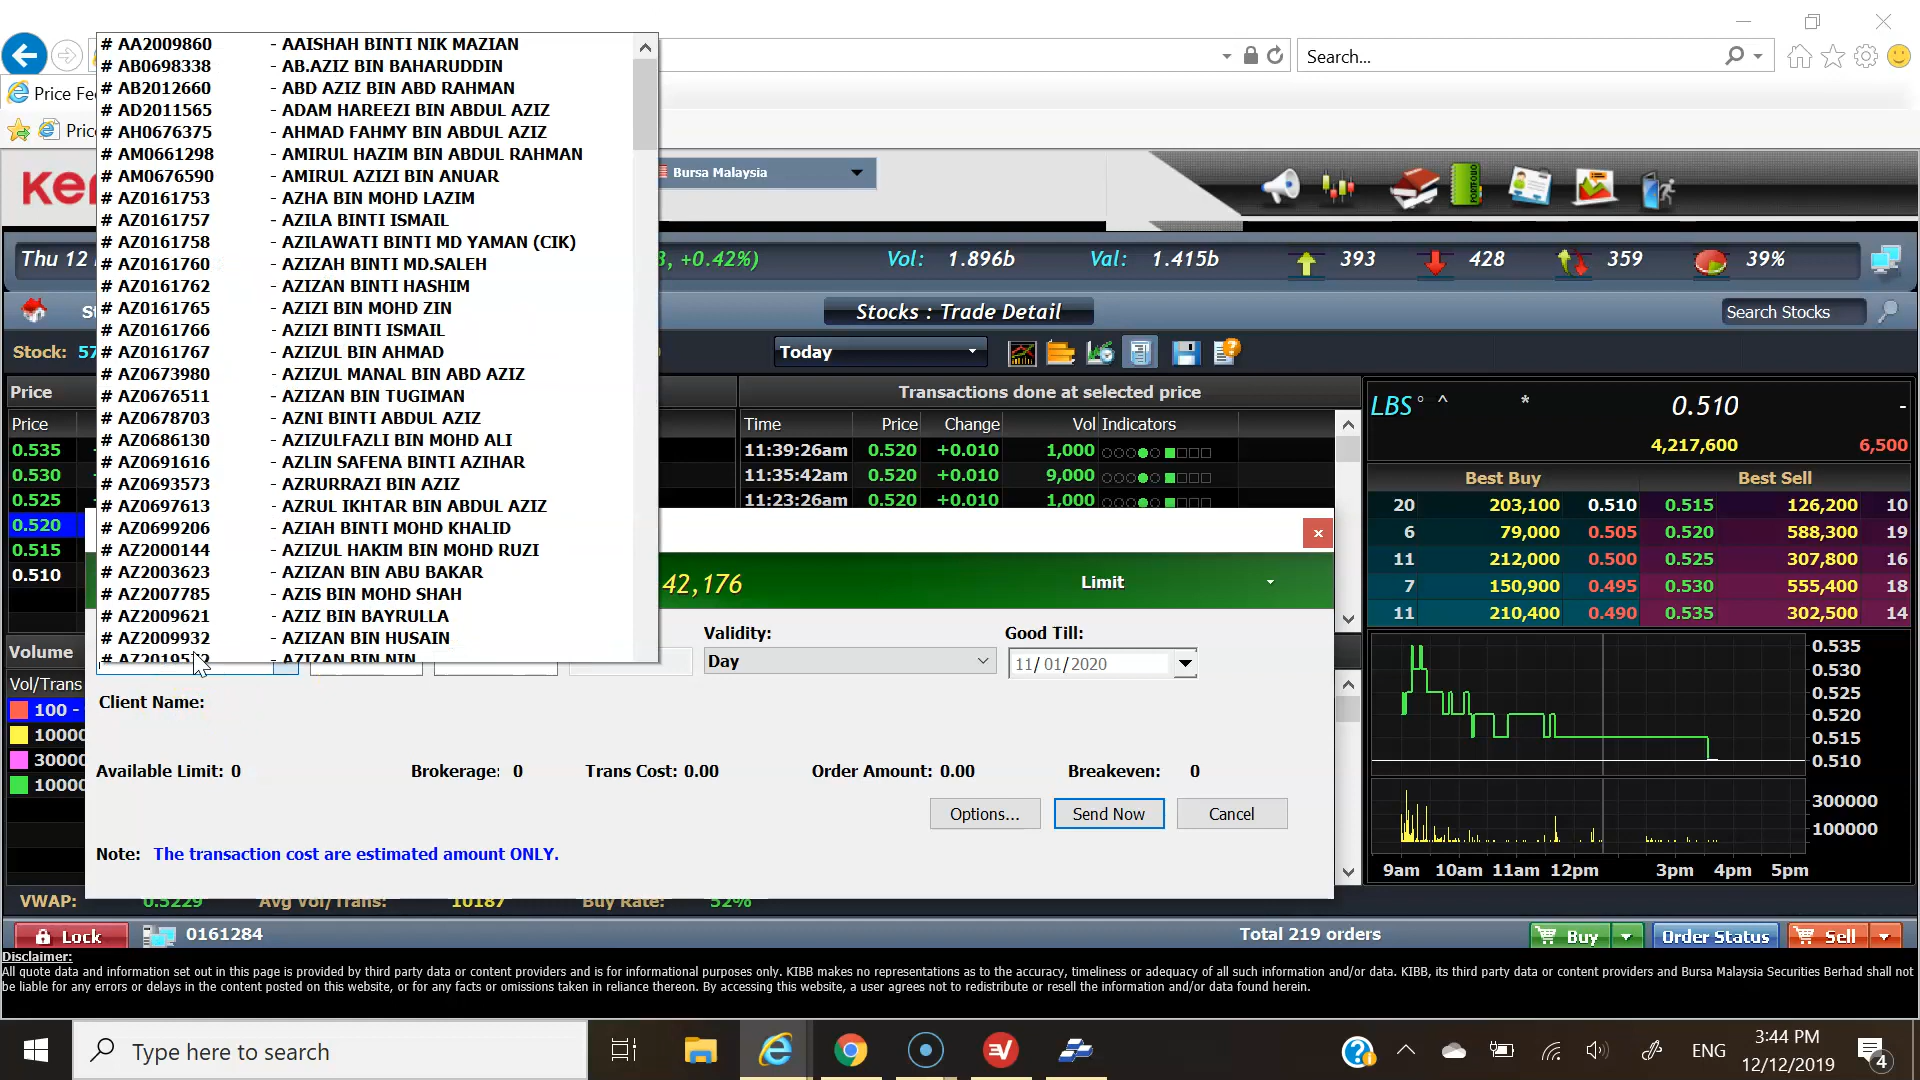 # AA2009860 - AAISHAH BINTI NIK MAZIAN
# AB0698338 - AB.AZIZ BIN BAHARUDDIN
# AB2012660 - ABD AZIZ BIN ABD RAHMAN
# AD2011565 - ADAM HAREEZI BIN ABDUL AZIZ
# AH0676375 - AHMAD FAHMY BIN ABDUL AZIZ
# AM0661298 - AMIRUL HAZIM BIN ABDUL RAHMAN
# AM0676590 - AMIRUL AZIZI BIN ANUAR
# AZ0161753 - AZHA BIN MOHD LAZIM
# AZ0161757 - AZILA BINTI ISMAIL
# AZ0161758 - AZILAWATI BINTI MD YAMAN (CIK)
# AZ0161760 - AZIZAH BINTI MD.SALEH
# AZ0161762 - AZIZAN BINTI HASHIM
# AZ0161765 - AZIZI BIN MOHD ZIN
# AZ0161766 - AZIZI BINTI ISMAIL
# AZ0161767 - AZIZUL BIN AHMAD
# AZ0673980 - AZIZUL MANAL BIN ABD AZIZ
# AZ0676511 - AZIZAN BIN TUGIMAN
# AZ0678703 - AZNI BINTI ABDUL AZIZ
# AZ0686130 - AZIZULFAZLI BIN MOHD ALI
# AZ0691616 - AZLIN SAFENA BINTI AZIHAR
# AZ0693573 - AZRURRAZI BIN AZIZ
# AZ0697613 - AZRUL IKHTAR BIN ABDUL AZIZ
# AZ0699206 - AZIAH BINTI MOHD KHALID
# AZ2000144 - AZIZUL HAKIM BIN MOHD RUZI
# AZ2003623 - AZIZAN BIN ABU BAKAR
# AZ2007785 - AZIS BIN MOHD SHAH
# AZ2009621 - AZIZ BIN BAYRULLA
# AZ2009932 - AZIZAN BIN HUSAIN
- AZIZAN BIN NIN
Search...
Price
Bursa Malaysia
Thu 12
+0.42%)
Vol: 1.896b
Val: 1.415b
393
428
359
39%
Stocks : Trade Detail
Search Stocks
Stock: 57
Today
PORTFOLIO
Price
Price
0.535
0.530
0.525
0.520
0.515
0.510
Transactions done at selected price
Time Price Change Vol Indicators
11:39:26am 0.520 +0.010 1,000
11:35:42am 0.520 +0.010 9,000
11:23:26am 0.520 +0.010 1,000
LBS ^ * 0.510 -
4,217,600 6,500
Best Buy Best Sell
20 203,100 0.510 0.515 126,200 10
6 79,000 0.505 0.520 588,300 19
11 212,000 0.500 0.525 307,800 16
7 150,900 0.495 0.530 555,400 18
11 210,400 0.490 0.535 302,500 14
0.535
0.530
0.525
0.520
0.515
0.510
300000
100000
9am 10am 11am 12pm 3pm 4pm 5pm
42,176
Limit
Validity:
Good Till:
Day
11/ 01/ 2020
Client Name:
Available Limit: 0
Brokerage: 0
Trans Cost: 0.00
Order Amount: 0.00
Breakeven: 0
Options...
Send Now
Cancel
Note: The transaction cost are estimated amount ONLY.
Volume
Vol/Trans
100 -
VWAP: 0.5229
Avg Vol/Trans: 10187
Buy Rate: 52%
Lock
0161284
Total 219 orders
Buy
Order Status
Sell
Disclaimer:
All quote data and information set out in this page is provided by third party data or content providers and is for informational purposes only. KIBB makes no representations as to the accuracy, timeliness or adequacy of all such information and/or data. KIBB, its third party data or content providers and Bursa Malaysia Securities Berhad shall not
be liable for any errors or delays in the content posted on this website, or for any facts or omissions taken in reliance thereon. By accessing this website, a user agrees not to redistribute or resell the information and/or data found herein.
Type here to search
ENG
3:44 PM
12/12/2019
4